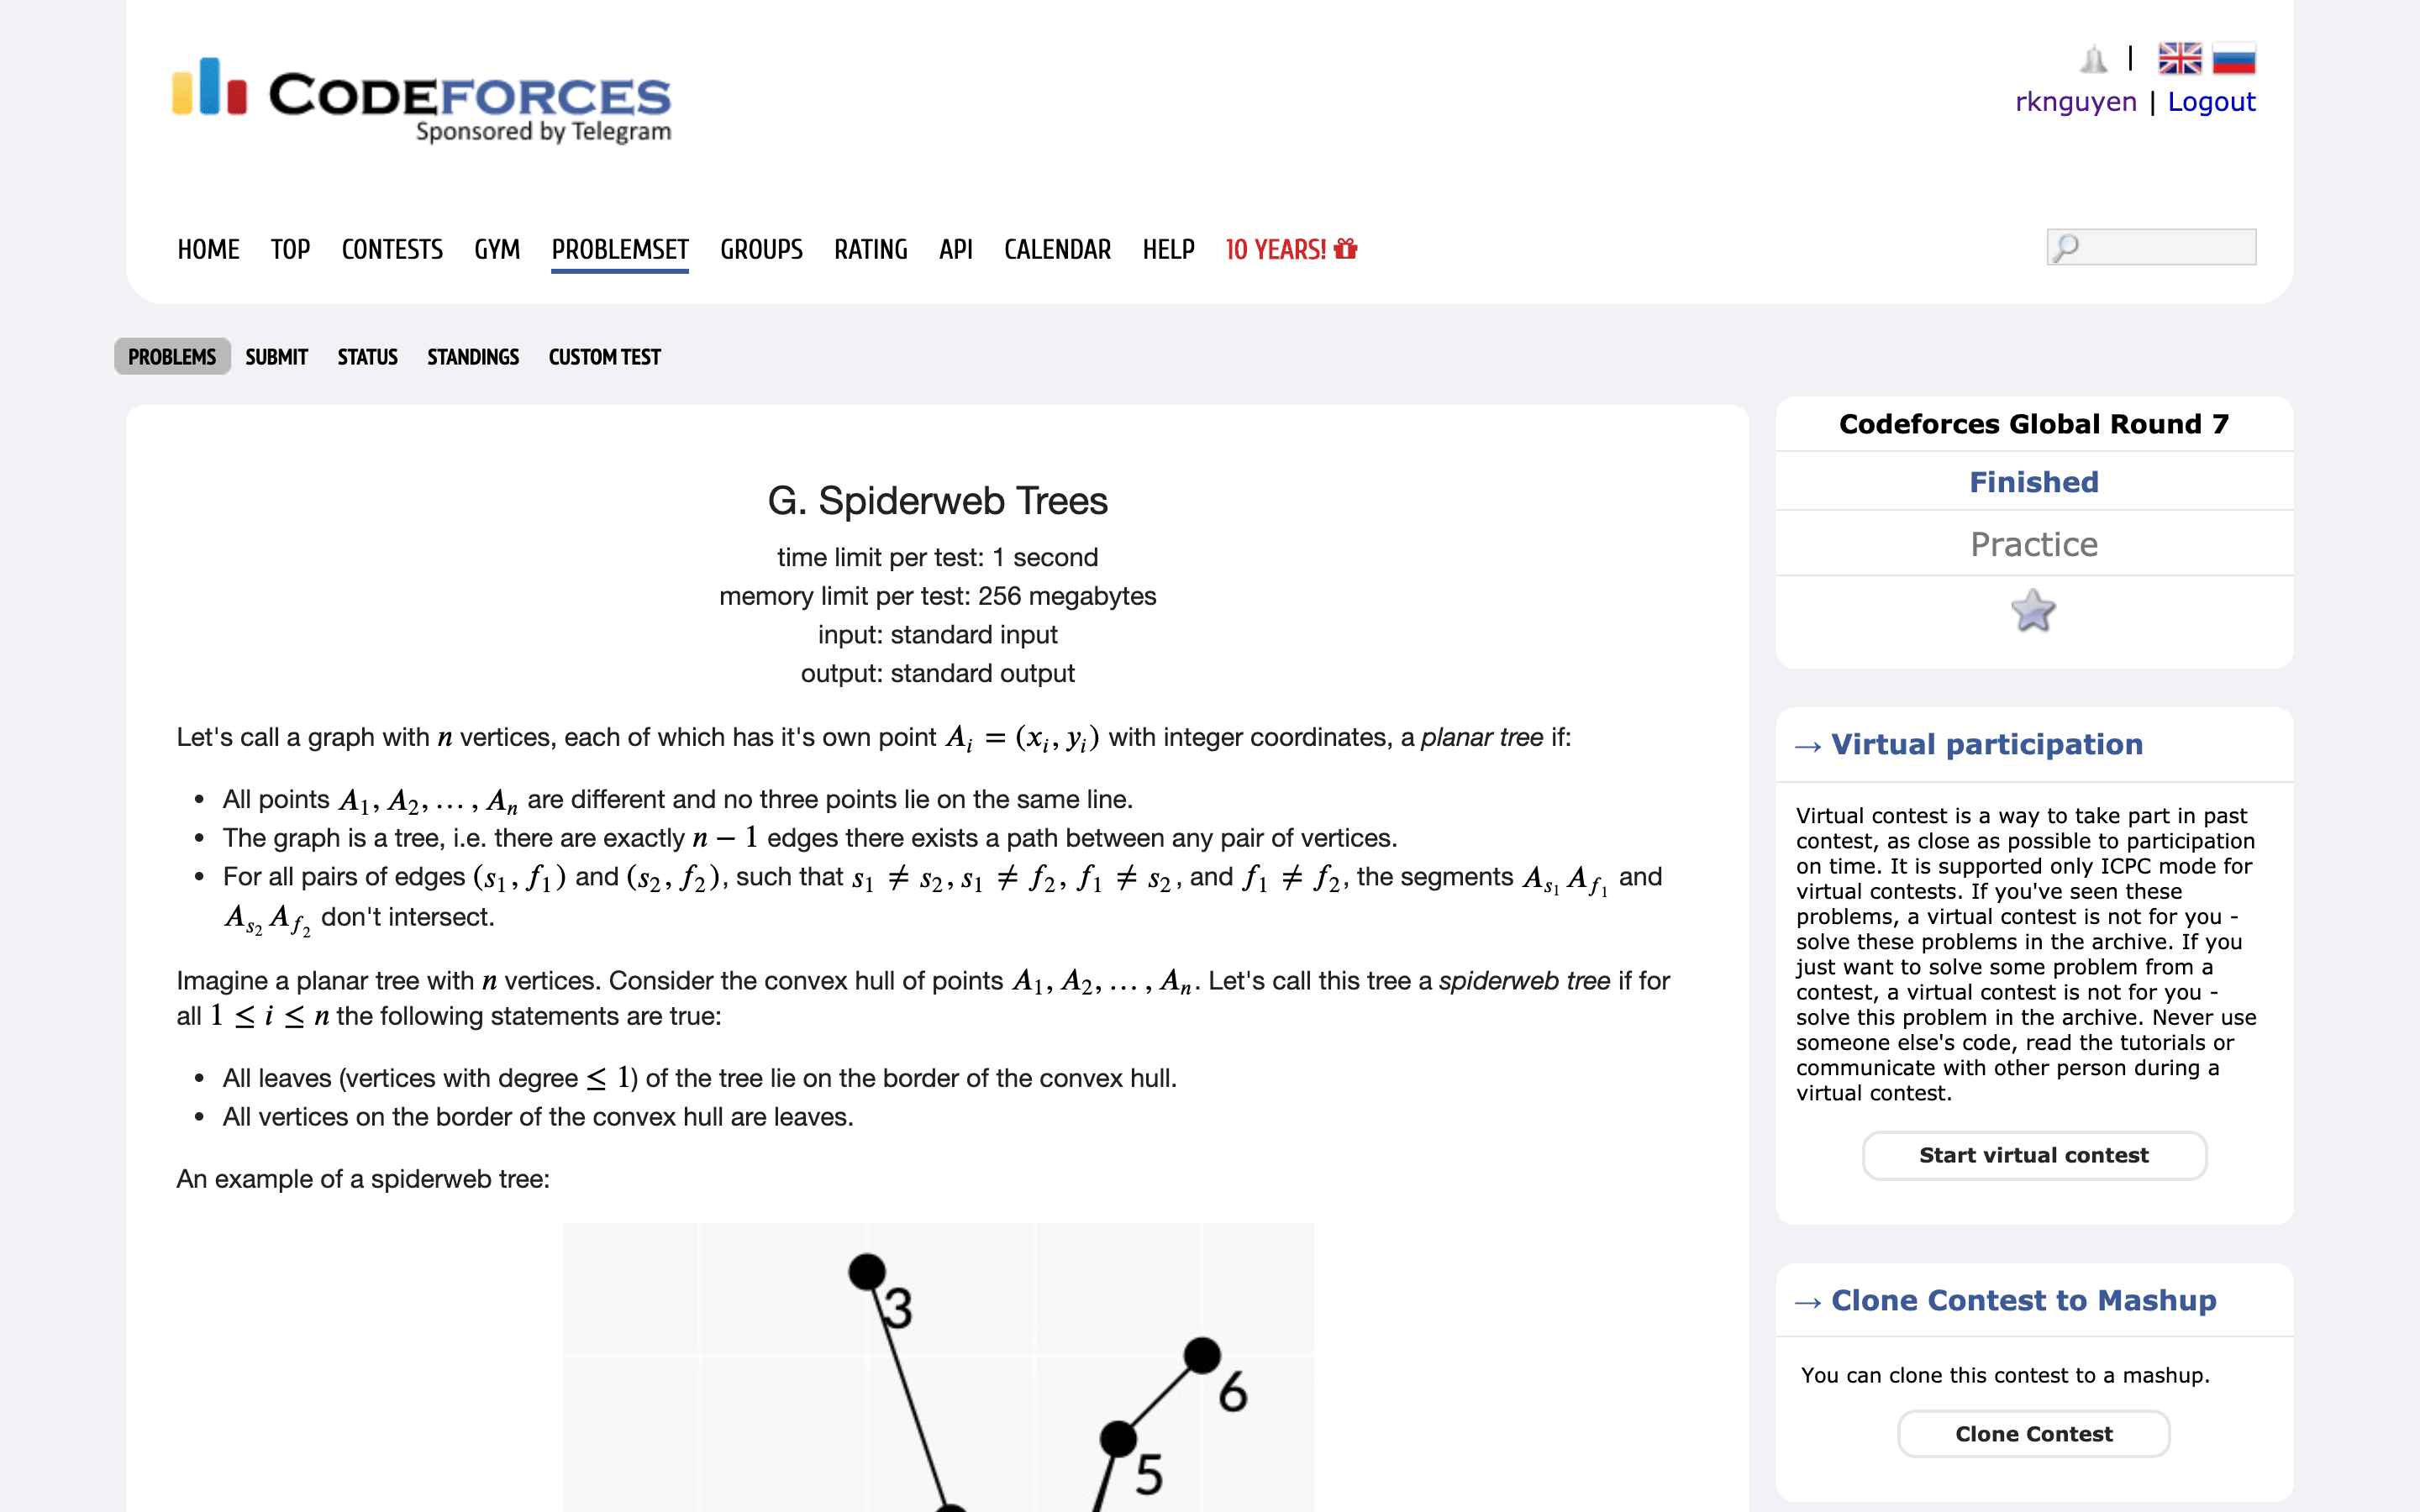 CODEFORCES
Sponsored by Telegram
|
rknguyen | Logout
HOME TOP CONTESTS GYM PROBLEMSET GROUPS RATING API CALENDAR HELP 10 YEARS!
PROBLEMS SUBMIT STATUS STANDINGS CUSTOM TEST
G. Spiderweb Trees
time limit per test: 1 second
memory limit per test: 256 megabytes
input: standard input
output: standard output
Let's call a graph with n vertices, each of which has it's own point A_i = (x_i, y_i) with integer coordinates, a planar tree if:
• All points A_1, A_2, …, A_n are different and no three points lie on the same line.
• The graph is a tree, i.e. there are exactly n − 1 edges there exists a path between any pair of vertices.
• For all pairs of edges (s_1, f_1) and (s_2, f_2), such that s_1 ≠ s_2, s_1 ≠ f_2, f_1 ≠ s_2, and f_1 ≠ f_2, the segments A_{s_1} A_{f_1} and
A_{s_2} A_{f_2} don't intersect.
Imagine a planar tree with n vertices. Consider the convex hull of points A_1, A_2, …, A_n. Let's call this tree a spiderweb tree if for
all 1 ≤ i ≤ n the following statements are true:
• All leaves (vertices with degree ≤ 1) of the tree lie on the border of the convex hull.
• All vertices on the border of the convex hull are leaves.
An example of a spiderweb tree:
3
6
5
Codeforces Global Round 7
Finished
Practice
→ Virtual participation
Virtual contest is a way to take part in past
contest, as close as possible to participation
on time. It is supported only ICPC mode for
virtual contests. If you've seen these
problems, a virtual contest is not for you -
solve these problems in the archive. If you
just want to solve some problem from a
contest, a virtual contest is not for you -
solve this problem in the archive. Never use
someone else's code, read the tutorials or
communicate with other person during a
virtual contest.
Start virtual contest
→ Clone Contest to Mashup
You can clone this contest to a mashup.
Clone Contest